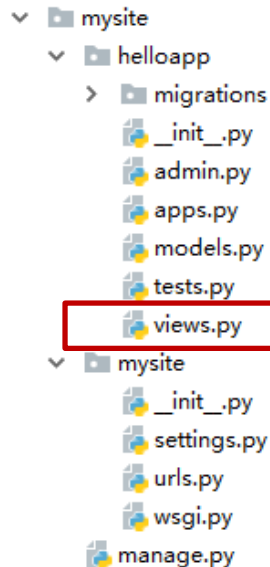 mysite
helloapp
migrations
__init__.py
admin.py
apps.py
models.py
tests.py
views.py
mysite
__init__.py
settings.py
urls.py
wsgi.py
manage.py